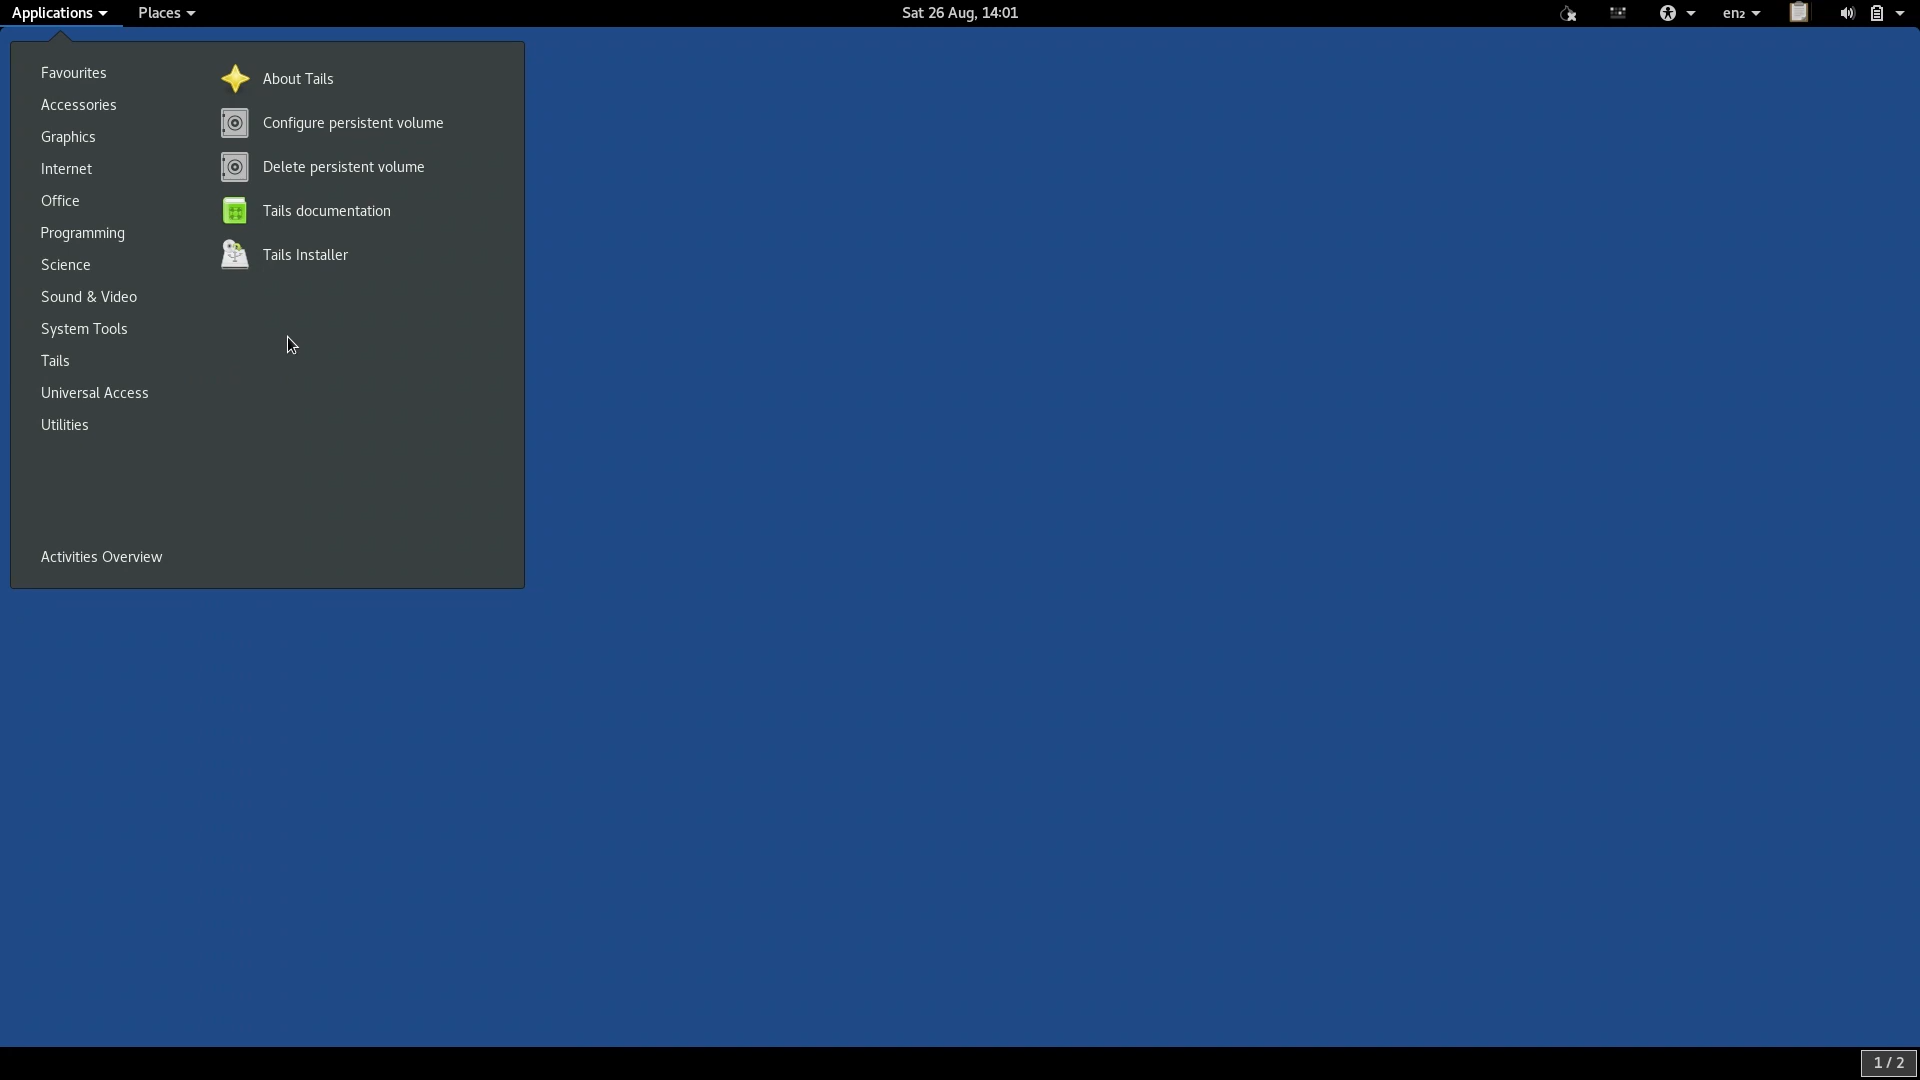 Applications Places Sat 26 Aug, 14:01 en₂
Favourites
Accessories
Graphics
Internet
Office
Programming
Science
Sound & Video
System Tools
Tails
Universal Access
Utilities
Activities Overview
About Tails
Configure persistent volume
Delete persistent volume
Tails documentation
Tails Installer
1 / 2